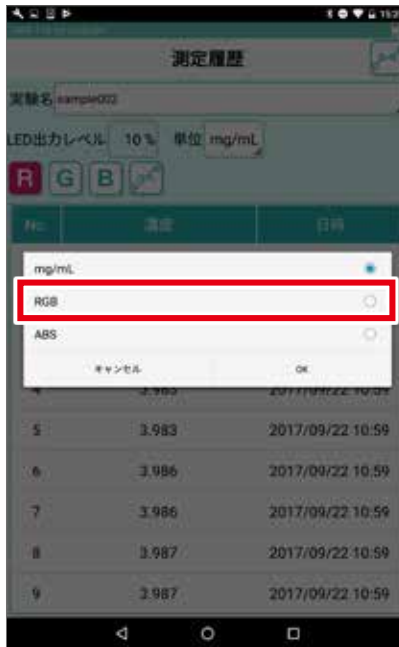 測定履歴
実験名 sample002
LED出力レベル 10 % 単位 mg/mL
R G B
No. 濃度 日時
mg/mL
RGB
ABS
キャンセル OK
5 3.983 2017/09/22 10:59
6 3.986 2017/09/22 10:59
7 3.986 2017/09/22 10:59
8 3.987 2017/09/22 10:59
9 3.987 2017/09/22 10:59